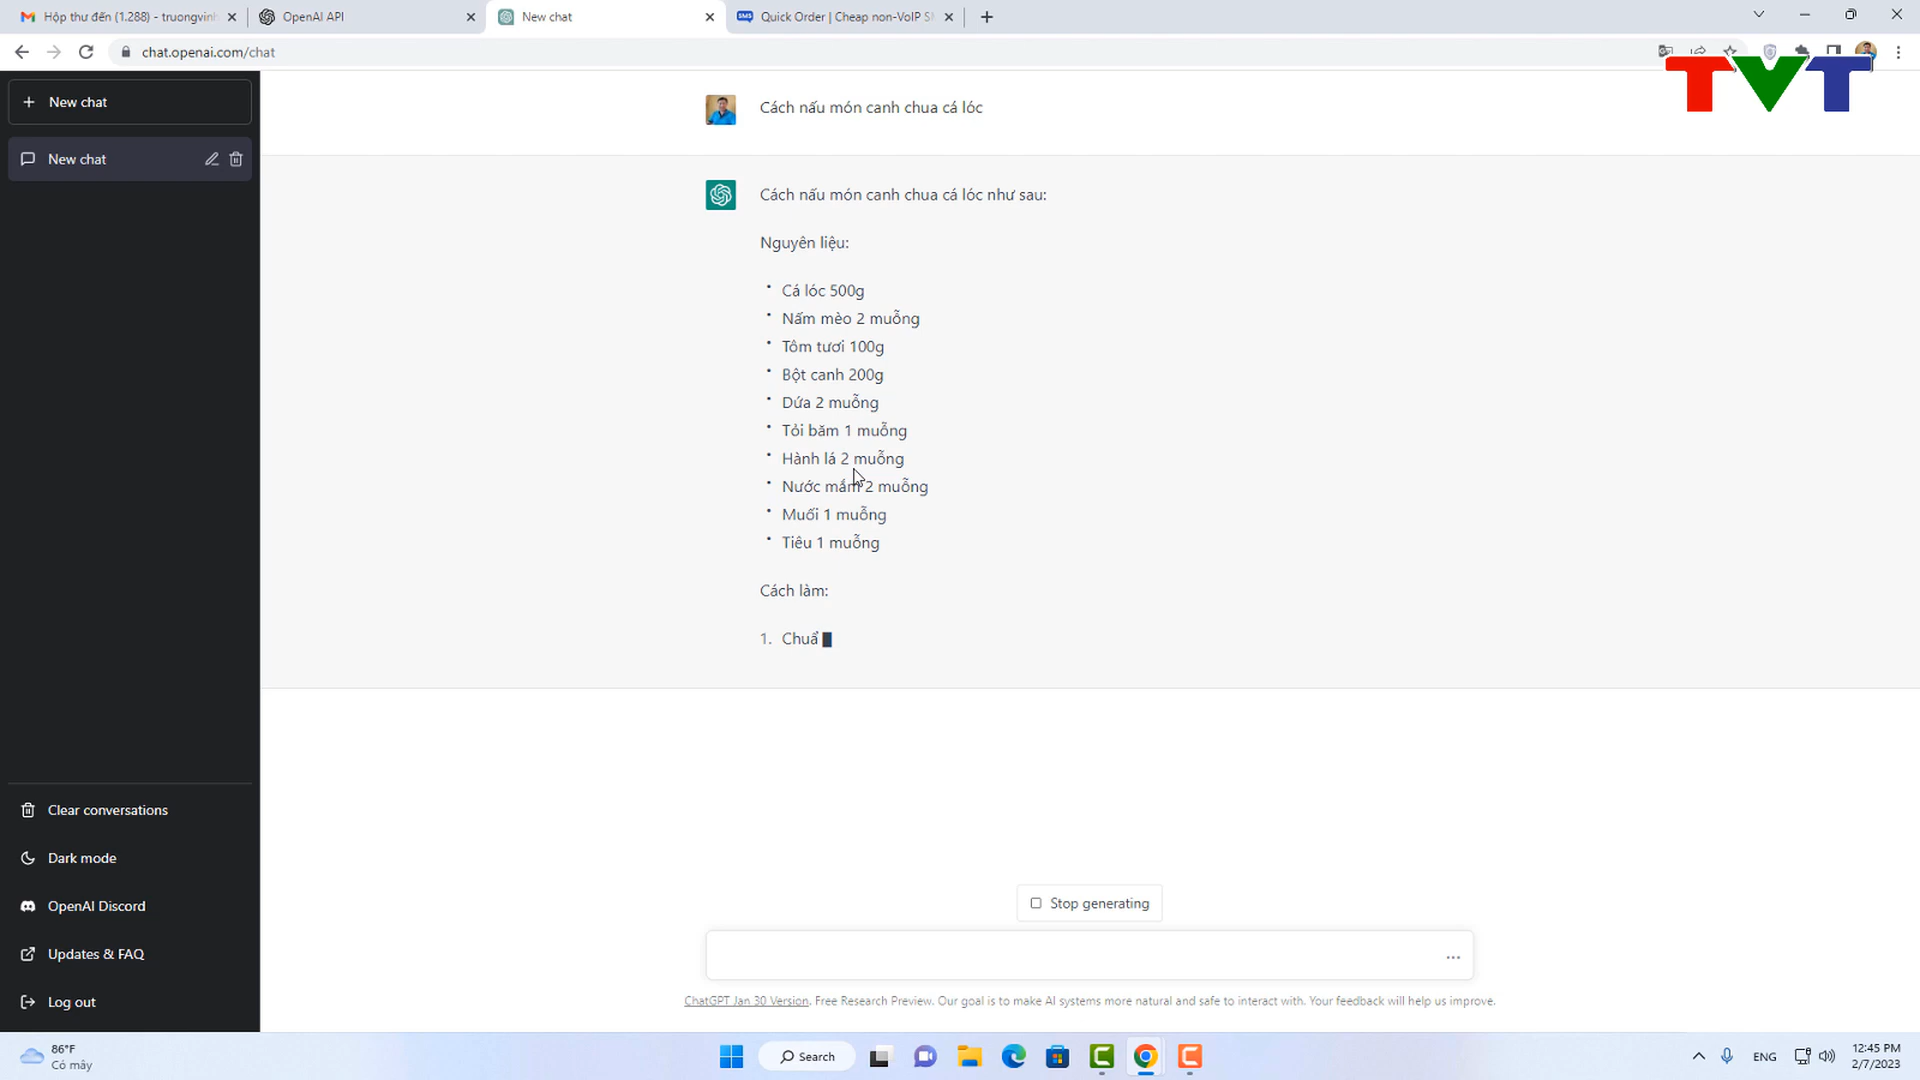 Hộp thư đến (1.288) - truongvinh
OpenAI API
New chat
SMS
Quick Order | Cheap non-VoIP SM
chat.openai.com/chat
TVT
New chat
New chat
Cách nấu món canh chua cá lóc
Cách nấu món canh chua cá lóc như sau:
Nguyên liệu:
Cá lóc 500g
Nấm mèo 2 muỗng
Tôm tươi 100g
Bột canh 200g
Dứa 2 muỗng
Tỏi băm 1 muỗng
Hành lá 2 muỗng
Nước mắm 2 muỗng
Muối 1 muỗng
Tiêu 1 muỗng
Cách làm:
1. Chuẩ
Clear conversations
Dark mode
OpenAI Discord
Updates & FAQ
Log out
Stop generating
ChatGPT Jan 30 Version. Free Research Preview. Our goal is to make AI systems more natural and safe to interact with. Your feedback will help us improve.
86°F
Có mây
Search
ENG
12:45 PM
2/7/2023